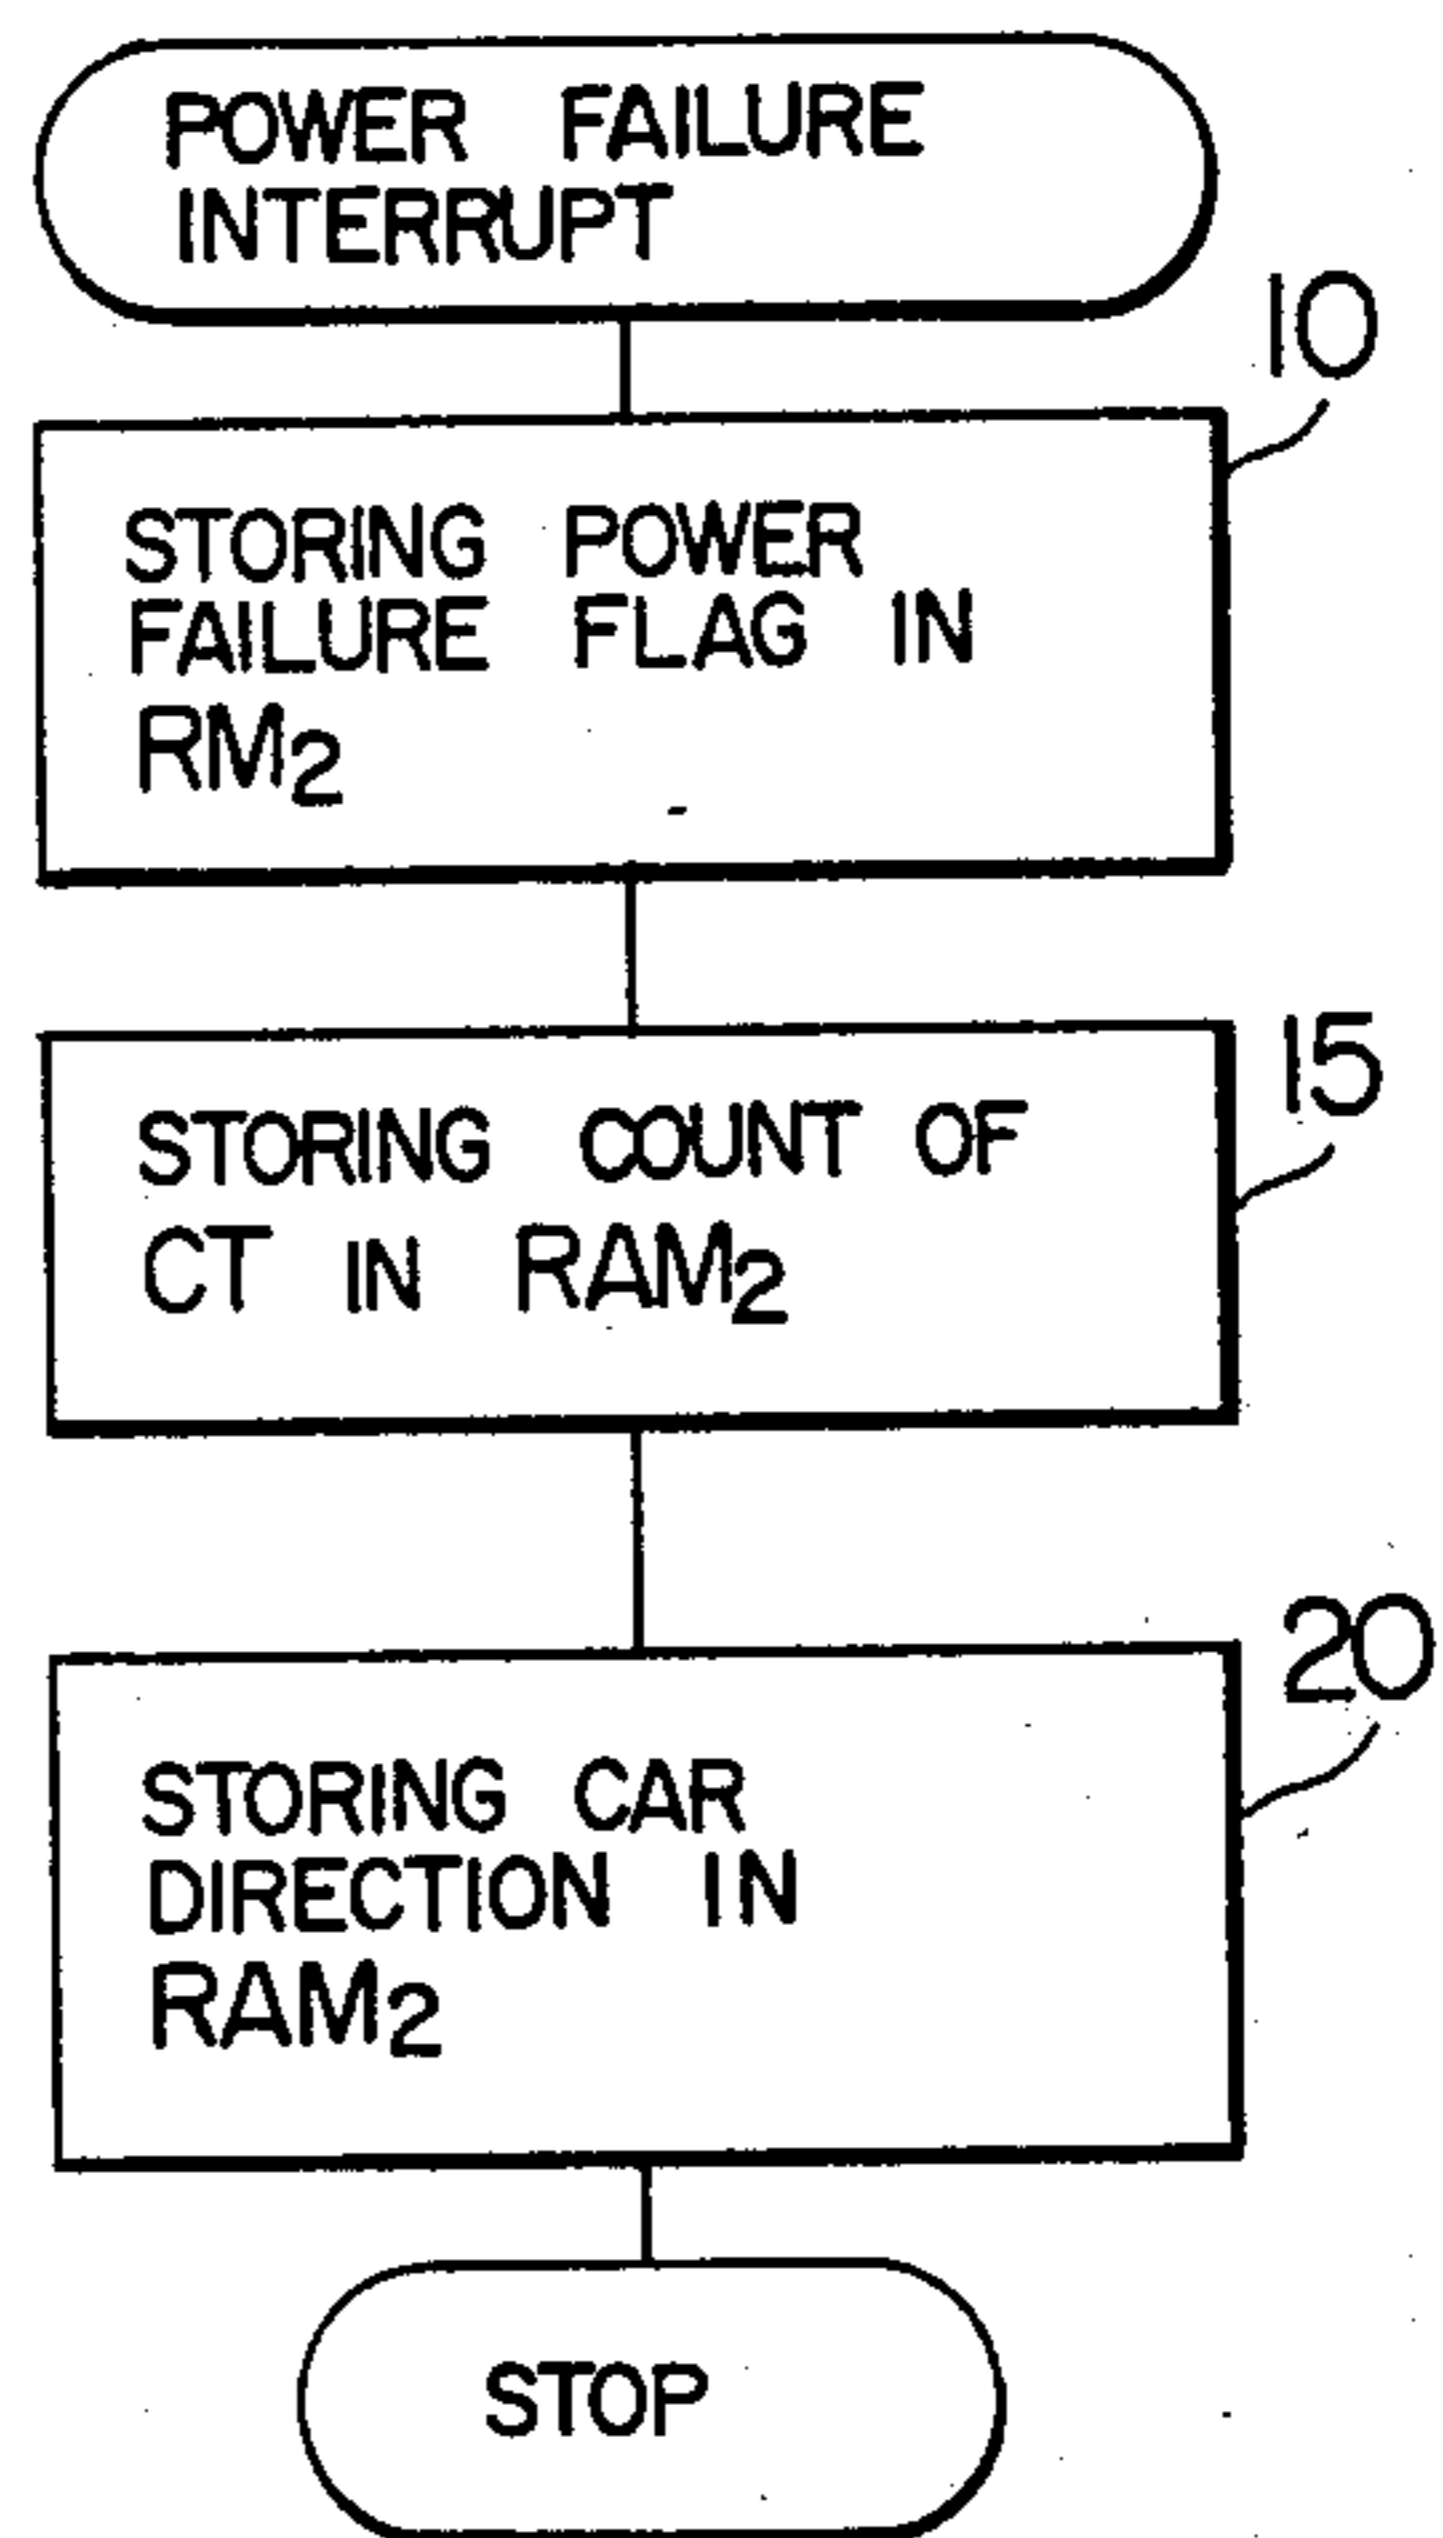 POWER FAILURE
INTERRUPT
10
STORING POWER
FAILURE FLAG IN
RM₂
15
STORING COUNT OF
CT IN RAM₂
20
STORING CAR
DIRECTION IN
RAM₂
STOP